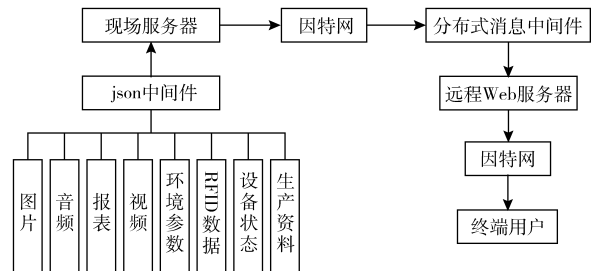 现场服务器
因特网
分布式消息中间件
json中间件
远程Web服务器
因特网
终端用户
图片
音频
报表
视频
环境参数
RFID数据
设备状态
生产资料